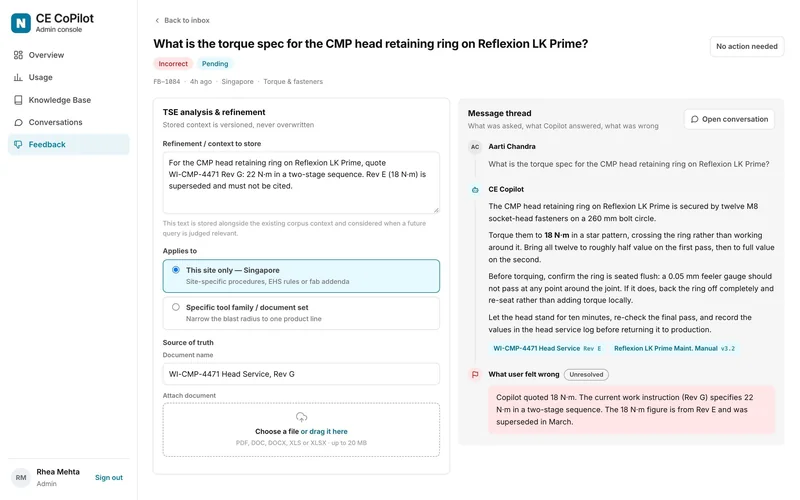 N
CE CoPilot
Admin console
Overview
Usage
Knowledge Base
Conversations
Feedback
RM
Rhea Mehta
Admin
Sign out
Back to inbox
What is the torque spec for the CMP head retaining ring on Reflexion LK Prime?
Incorrect
Pending
FB-1084 · 4h ago · Singapore · Torque & fasteners
No action needed
TSE analysis & refinement
Stored context is versioned, never overwritten
Refinement / context to store
For the CMP head retaining ring on Reflexion LK Prime, quote
WI-CMP-4471 Rev G: 22 N·m in a two-stage sequence. Rev E (18 N·m) is
superseded and must not be cited.
This text is stored alongside the existing corpus context and considered when a future
query is judged relevant.
Applies to
This site only — Singapore
Site-specific procedures, EHS rules or fab addenda
Specific tool family / document set
Narrow the blast radius to one product line
Source of truth
Document name
WI-CMP-4471 Head Service, Rev G
Attach document
Choose a file or drag it here
PDF, DOC, DOCX, XLS or XLSX · up to 20 MB
Message thread
What was asked, what Copilot answered, what was wrong
Open conversation
AC
Aarti Chandra
What is the torque spec for the CMP head retaining ring on Reflexion LK Prime?
CE Copilot
The CMP head retaining ring on Reflexion LK Prime is secured by twelve M8
socket-head fasteners on a 260 mm bolt circle.
Torque them to 18 N·m in a star pattern, crossing the ring rather than working
around it. Bring all twelve to roughly half value on the first pass, then to full value
on the second.
Before torquing, confirm the ring is seated flush: a 0.05 mm feeler gauge should
not pass at any point around the joint. If it does, back the ring off completely and
re-seat rather than adding torque locally.
Let the head stand for ten minutes, re-check the final pass, and record the
values in the head service log before returning it to production.
WI-CMP-4471 Head Service Rev E
Reflexion LK Prime Maint. Manual v3.2
What user felt wrong
Unresolved
Copilot quoted 18 N·m. The current work instruction (Rev G) specifies 22
N·m in a two-stage sequence. The 18 N·m figure is from Rev E and was
superseded in March.